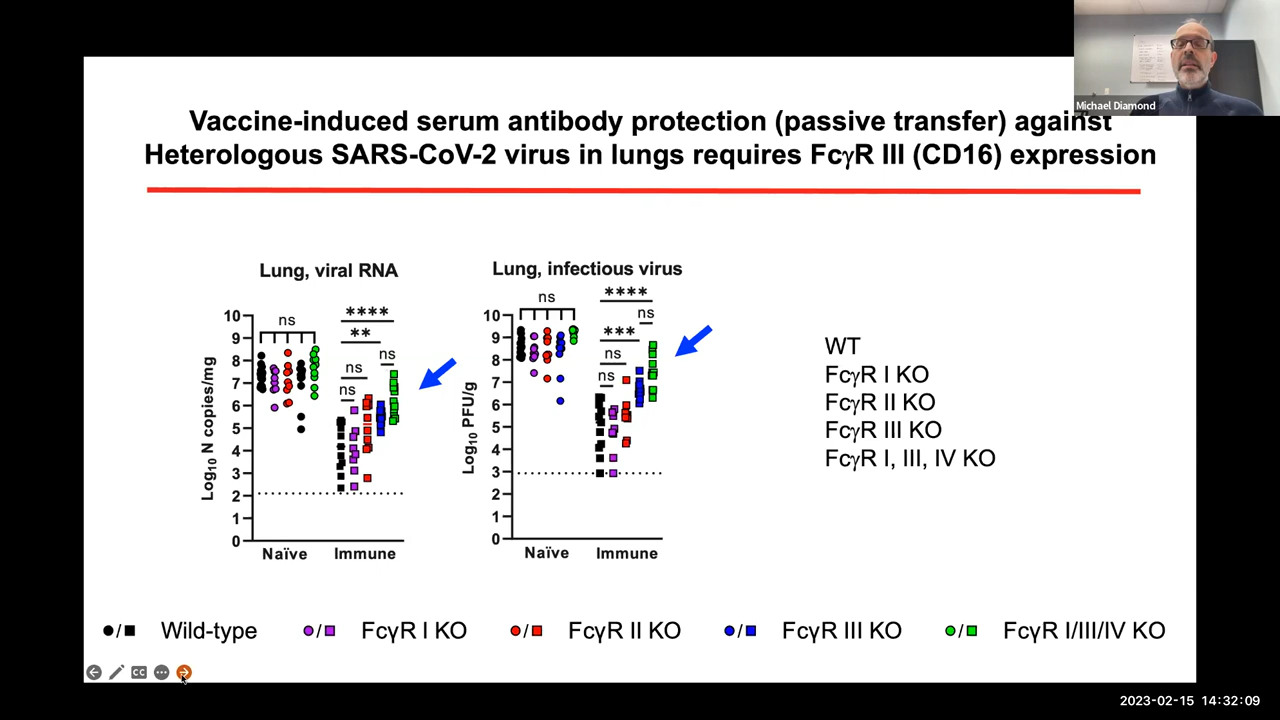 Michael Diamond
Vaccine-induced serum antibody protection (passive transfer) against
Heterologous SARS-CoV-2 virus in lungs requires FcγR III (CD16) expression
Lung, viral RNA
Lung, infectious virus
ns
****
**
ns
ns
ns
10
9
8
7
6
5
4
3
2
1
0
Log10 N copies/mg
Naïve
Immune
ns
****
ns
***
ns
ns
10
9
8
7
6
5
4
3
2
1
0
Log10 PFU/g
Naïve
Immune
WT
FcγR I KO
FcγR II KO
FcγR III KO
FcγR I, III, IV KO
●/■ Wild-type ●/■ FcγR I KO ●/■ FcγR II KO ●/■ FcγR III KO ●/■ FcγR I/III/IV KO
CC
2023-02-15 14:32:09